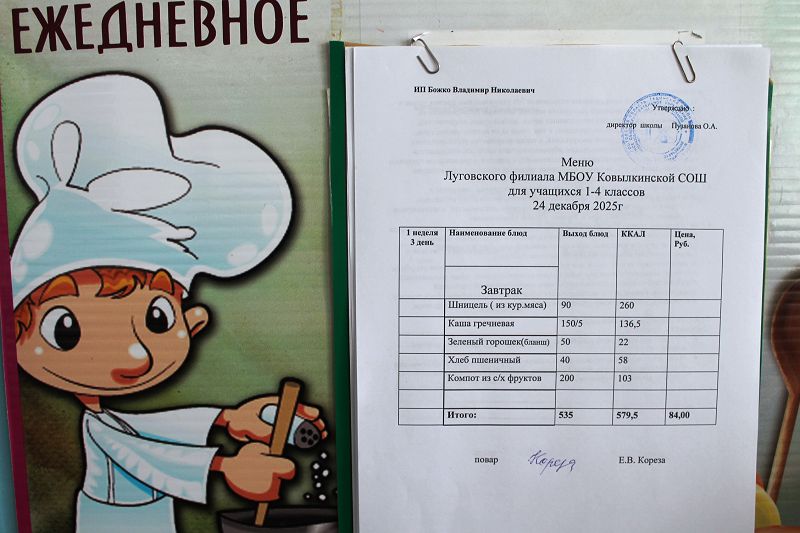 ЕЖЕДНЕВНОЕ
ИП Божко Владимир Николаевич
Утверждаю :
директор школы Пузанова О.А.
Меню
Луговского филиала МБОУ Ковылкинской СОШ
для учащихся 1-4 классов
24 декабря 2025г
1 неделя Наименование блюд Выход блюд ККАЛ Цена,
3 день Руб.
Завтрак
Шницель ( из кур.мяса) 90 260
Каша гречневая 150/5 136,5
Зеленый горошек(бланш) 50 22
Хлеб пшеничный 40 58
Компот из с/х фруктов 200 103
Итого: 535 579,5 84,00
повар Кореза Е.В. Кореза